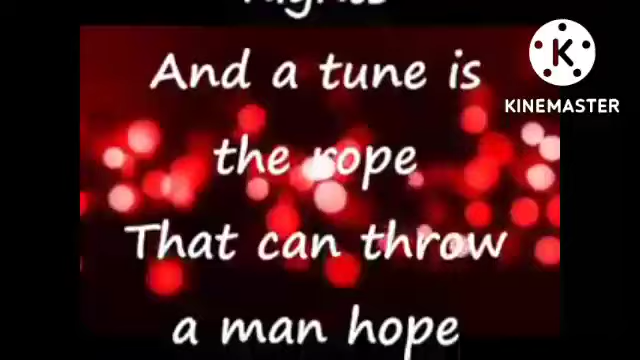 And a tune is
the rope
That can throw
a man hope
K
KINEMASTER